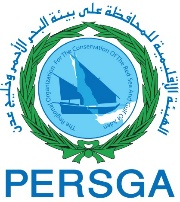 الهيئة الإقليمية للمحافظة على بيئة البحر الأحمر وخليج عدن
The Regional Organization For The Conservation Of The Red Sea And Gulf Of Aden
PERSGA